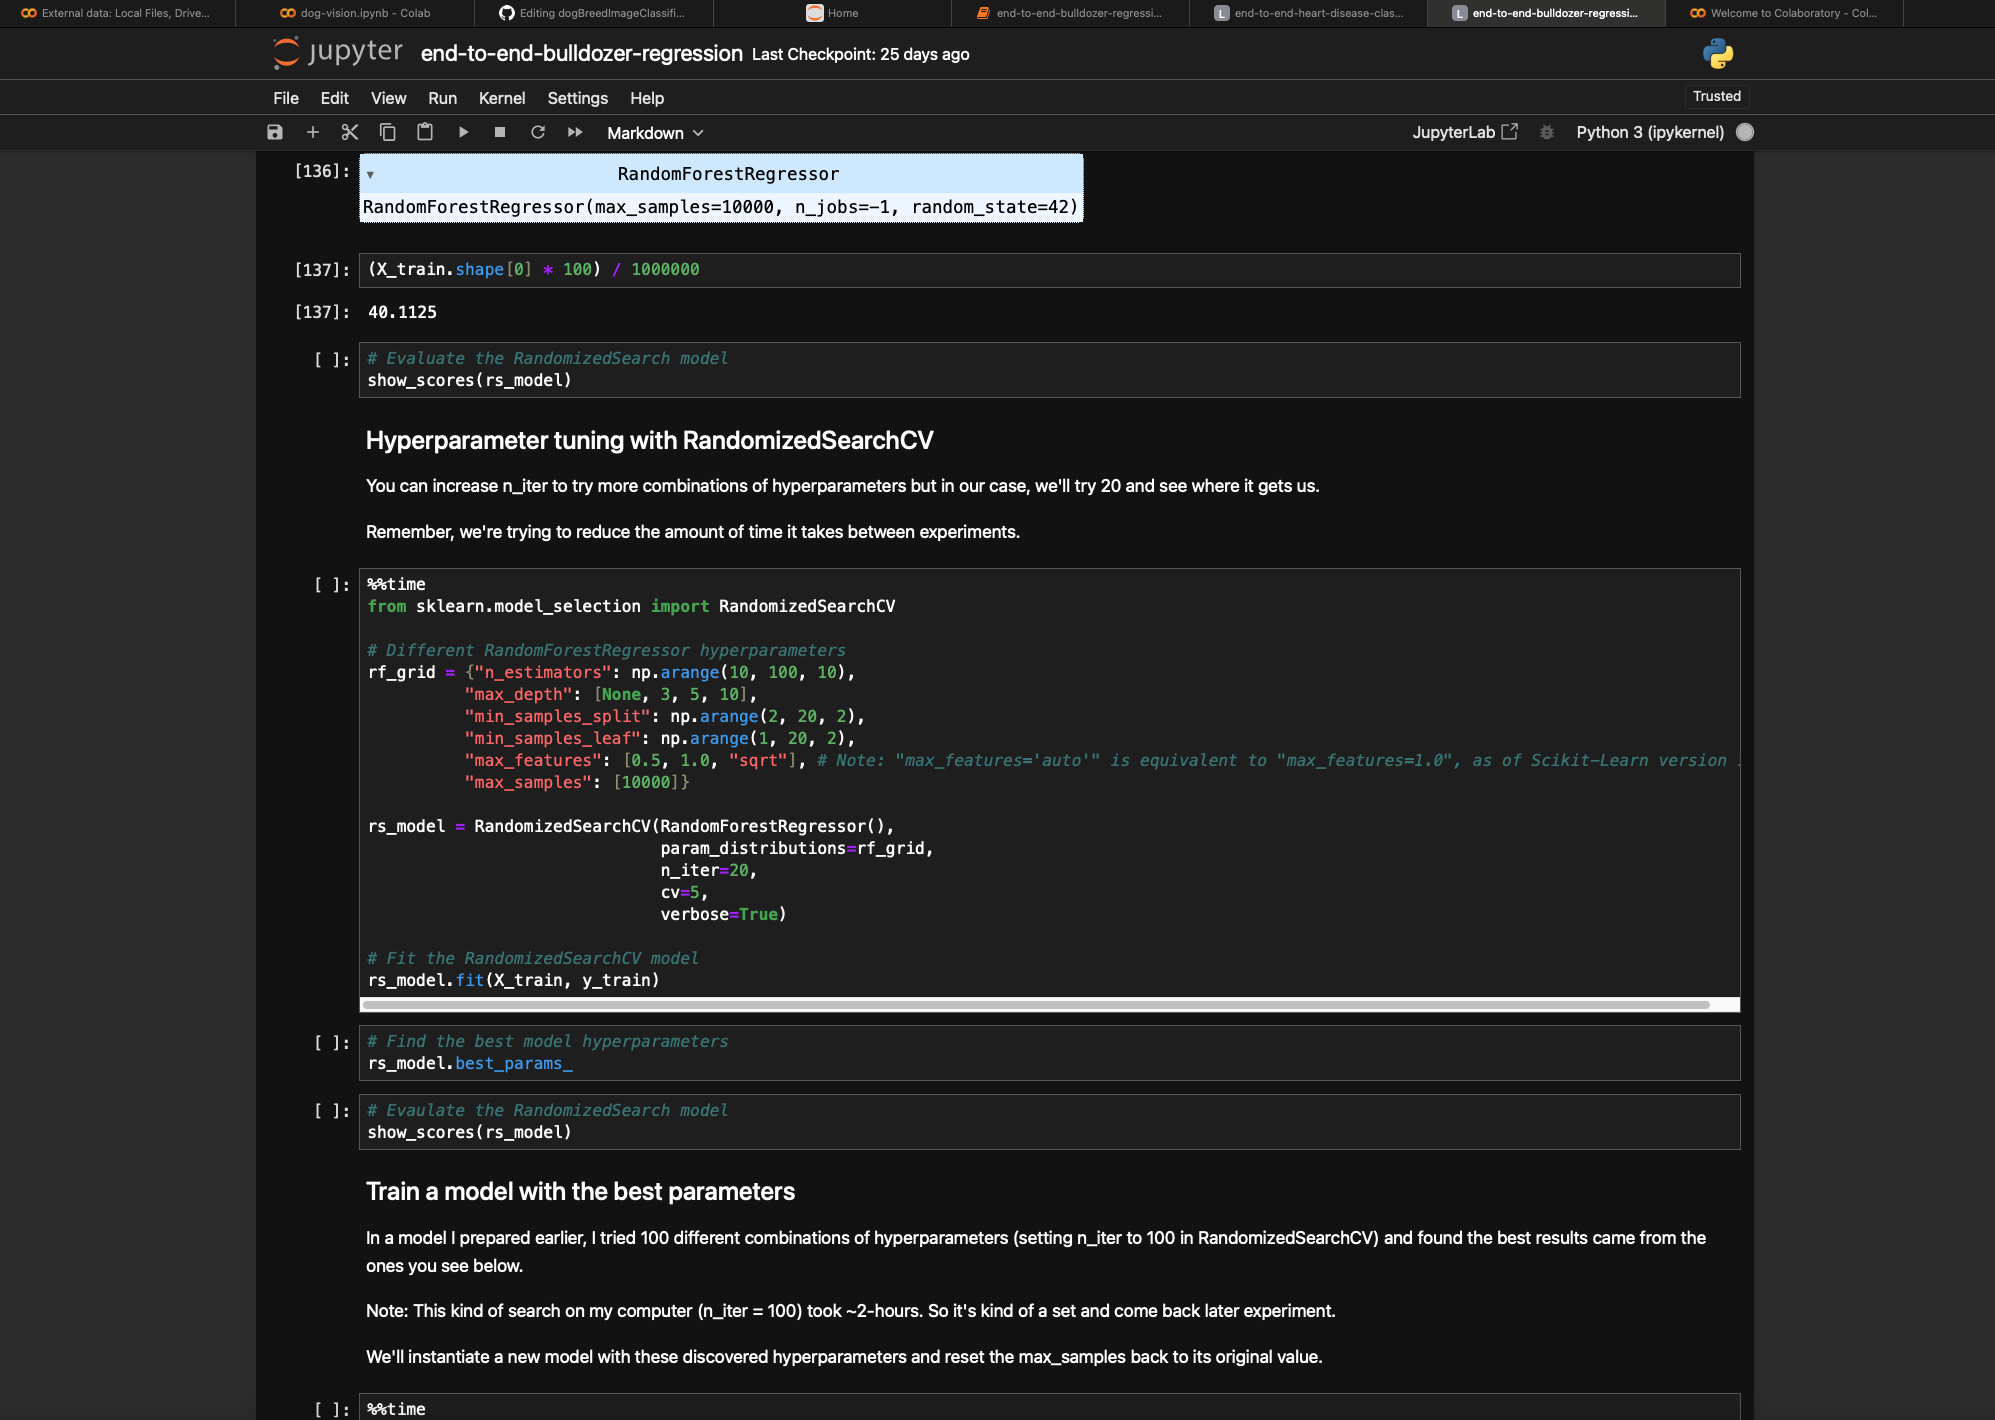 External data: Local Files, Drive...
dog-vision.ipynb - Colab
Editing dogBreedImageClassifi...
Home
end-to-end-bulldozer-regressi...
L end-to-end-heart-disease-clas...
L end-to-end-bulldozer-regressi...
Welcome to Colaboratory - Col...
jupyter end-to-end-bulldozer-regression Last Checkpoint: 25 days ago
File Edit View Run Kernel Settings Help
Trusted
Markdown
JupyterLab
Python 3 (ipykernel)
[136]: ▾ RandomForestRegressor
RandomForestRegressor(max_samples=10000, n_jobs=-1, random_state=42)
[137]: (X_train.shape[0] * 100) / 1000000
[137]: 40.1125
[ ]: # Evaluate the RandomizedSearch model
show_scores(rs_model)
Hyperparameter tuning with RandomizedSearchCV
You can increase n_iter to try more combinations of hyperparameters but in our case, we'll try 20 and see where it gets us.
Remember, we're trying to reduce the amount of time it takes between experiments.
[ ]: %%time
from sklearn.model_selection import RandomizedSearchCV
# Different RandomForestRegressor hyperparameters
rf_grid = {"n_estimators": np.arange(10, 100, 10),
"max_depth": [None, 3, 5, 10],
"min_samples_split": np.arange(2, 20, 2),
"min_samples_leaf": np.arange(1, 20, 2),
"max_features": [0.5, 1.0, "sqrt"], # Note: "max_features='auto'" is equivalent to "max_features=1.0", as of Scikit-Learn version
"max_samples": [10000]}
rs_model = RandomizedSearchCV(RandomForestRegressor(),
param_distributions=rf_grid,
n_iter=20,
cv=5,
verbose=True)
# Fit the RandomizedSearchCV model
rs_model.fit(X_train, y_train)
[ ]: # Find the best model hyperparameters
rs_model.best_params_
[ ]: # Evaulate the RandomizedSearch model
show_scores(rs_model)
Train a model with the best parameters
In a model I prepared earlier, I tried 100 different combinations of hyperparameters (setting n_iter to 100 in RandomizedSearchCV) and found the best results came from the
ones you see below.
Note: This kind of search on my computer (n_iter = 100) took ~2-hours. So it's kind of a set and come back later experiment.
We'll instantiate a new model with these discovered hyperparameters and reset the max_samples back to its original value.
[ ]: %%time